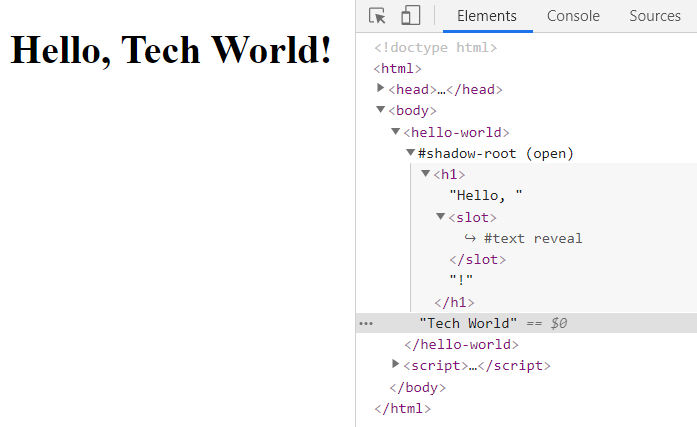 Hello, Tech World!
Elements Console Sources
<!doctype html>
<html>
<head>…</head>
<body>
<hello-world>
#shadow-root (open)
<h1>
"Hello, "
<slot>
↪ #text reveal
</slot>
"!"
</h1>
… "Tech World" == $0
</hello-world>
<script>…</script>
</body>
</html>